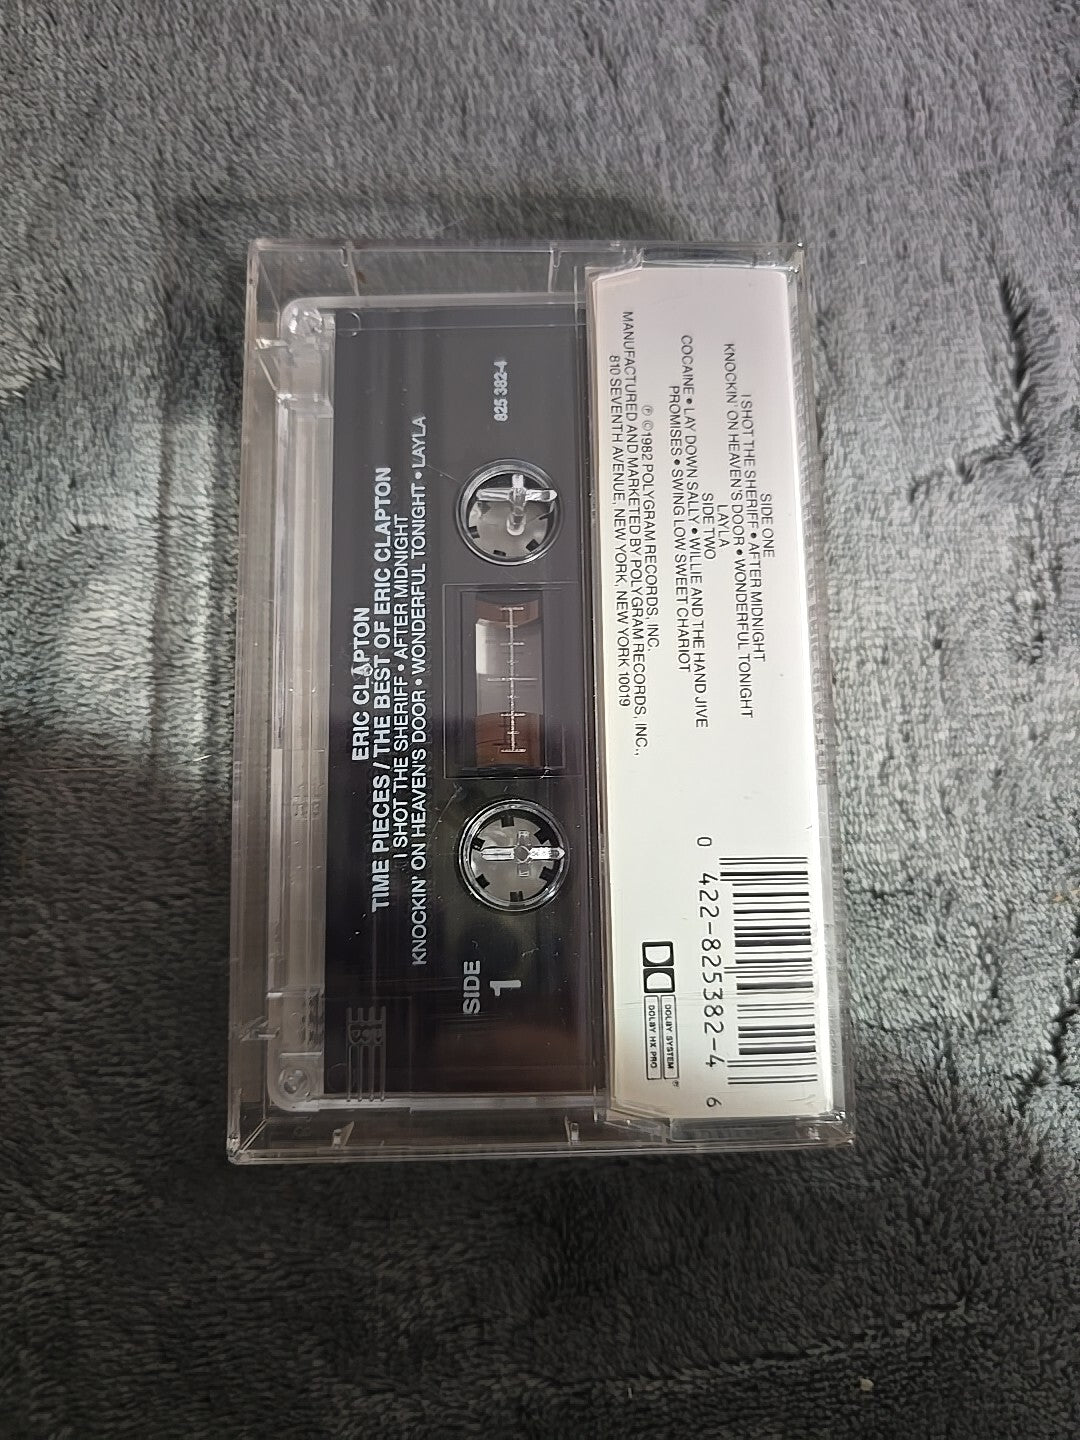 ERIC CLAPTON
TIME PIECES / THE BEST OF ERIC CLAPTON
I SHOT THE SHERIFF • AFTER MIDNIGHT
KNOCKIN' ON HEAVEN'S DOOR • WONDERFUL TONIGHT • LAYLA
SIDE
1
825 382-4
SIDE ONE
I SHOT THE SHERIFF • AFTER MIDNIGHT
KNOCKIN' ON HEAVEN'S DOOR • WONDERFUL TONIGHT
LAYLA
SIDE TWO
COCAINE • LAY DOWN SALLY • WILLIE AND THE HAND JIVE
PROMISES • SWING LOW SWEET CHARIOT
℗ ©1982 POLYGRAM RECORDS, INC.
MANUFACTURED AND MARKETED BY POLYGRAM RECORDS, INC.,
810 SEVENTH AVENUE, NEW YORK, NEW YORK 10019
0 422-825382-4 6
DOLBY SYSTEM ®
DOLBY HX PRO